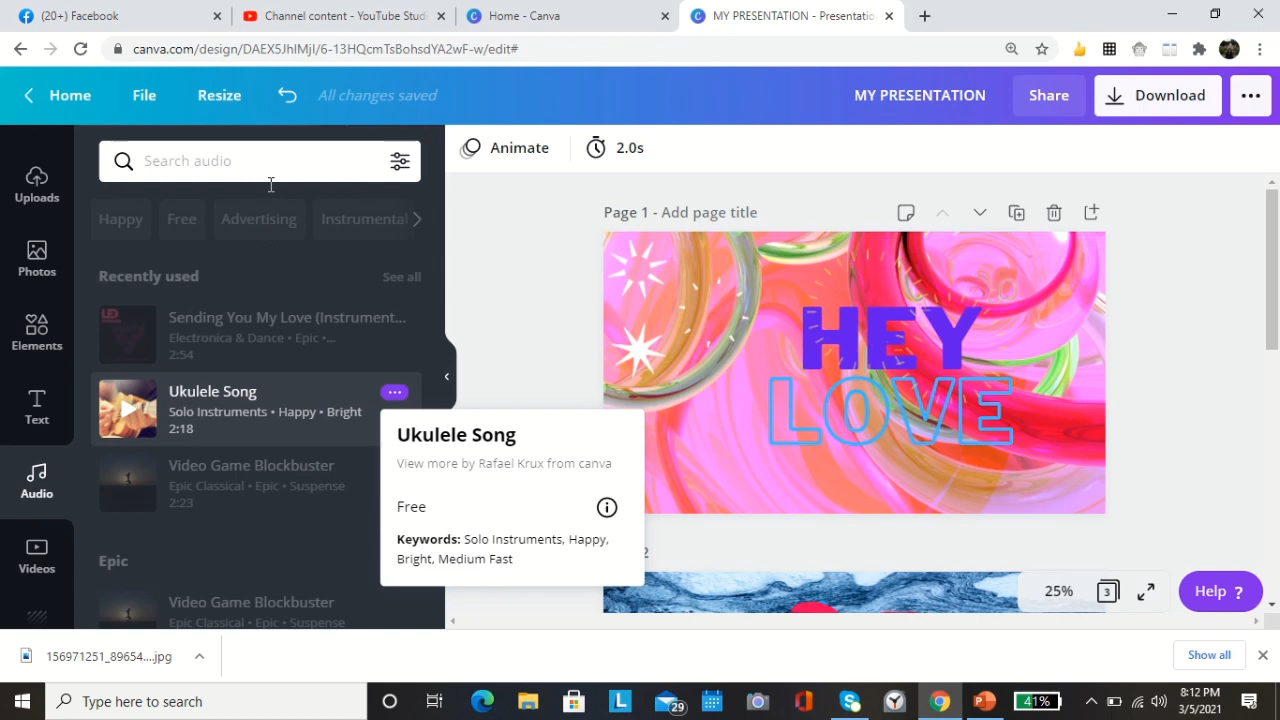 (20+) Facebook
Channel content - YouTube Studi
Home - Canva
MY PRESENTATION - Presentatio
canva.com/design/DAEX5JhIMjI/6-13HQcmTsBohsdYA2wF-w/edit#
Home
File
Resize
All changes saved
MY PRESENTATION
Share
Download
Search audio
Animate
2.0s
Uploads
Happy
Free
Advertising
Instrumental
Page 1 - Add page title
Photos
Recently used
See all
Sending You My Love (Instrument...
Electronica & Dance • Epic •...
2:54
HEY
LOVE
Elements
Ukulele Song
Solo Instruments • Happy • Bright
2:18
Text
Ukulele Song
View more by Rafael Krux from canva
Video Game Blockbuster
Epic Classical • Epic • Suspense
2:23
Audio
Free
Keywords: Solo Instruments, Happy,
Bright, Medium Fast
Epic
2
Videos
Video Game Blockbuster
Epic Classical • Epic • Suspense
25%
3
Help ?
156971251_89654....jpg
Show all
Type here to search
29
41%
8:12 PM
3/5/2021